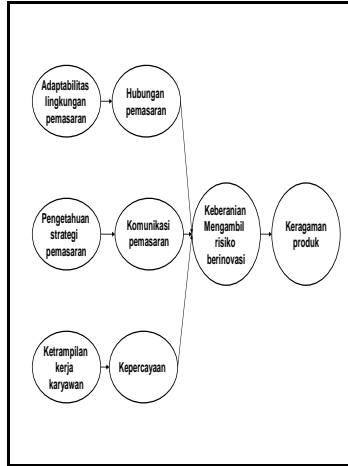 Adaptabilitas
lingkungan
pemasaran
Hubungan
pemasaran
Pengetahuan
strategi
pemasaran
Komunikasi
pemasaran
Keberanian
Mengambil
risiko
berinovasi
Keragaman
produk
Ketrampilan
kerja
karyawan
Kepercayaan